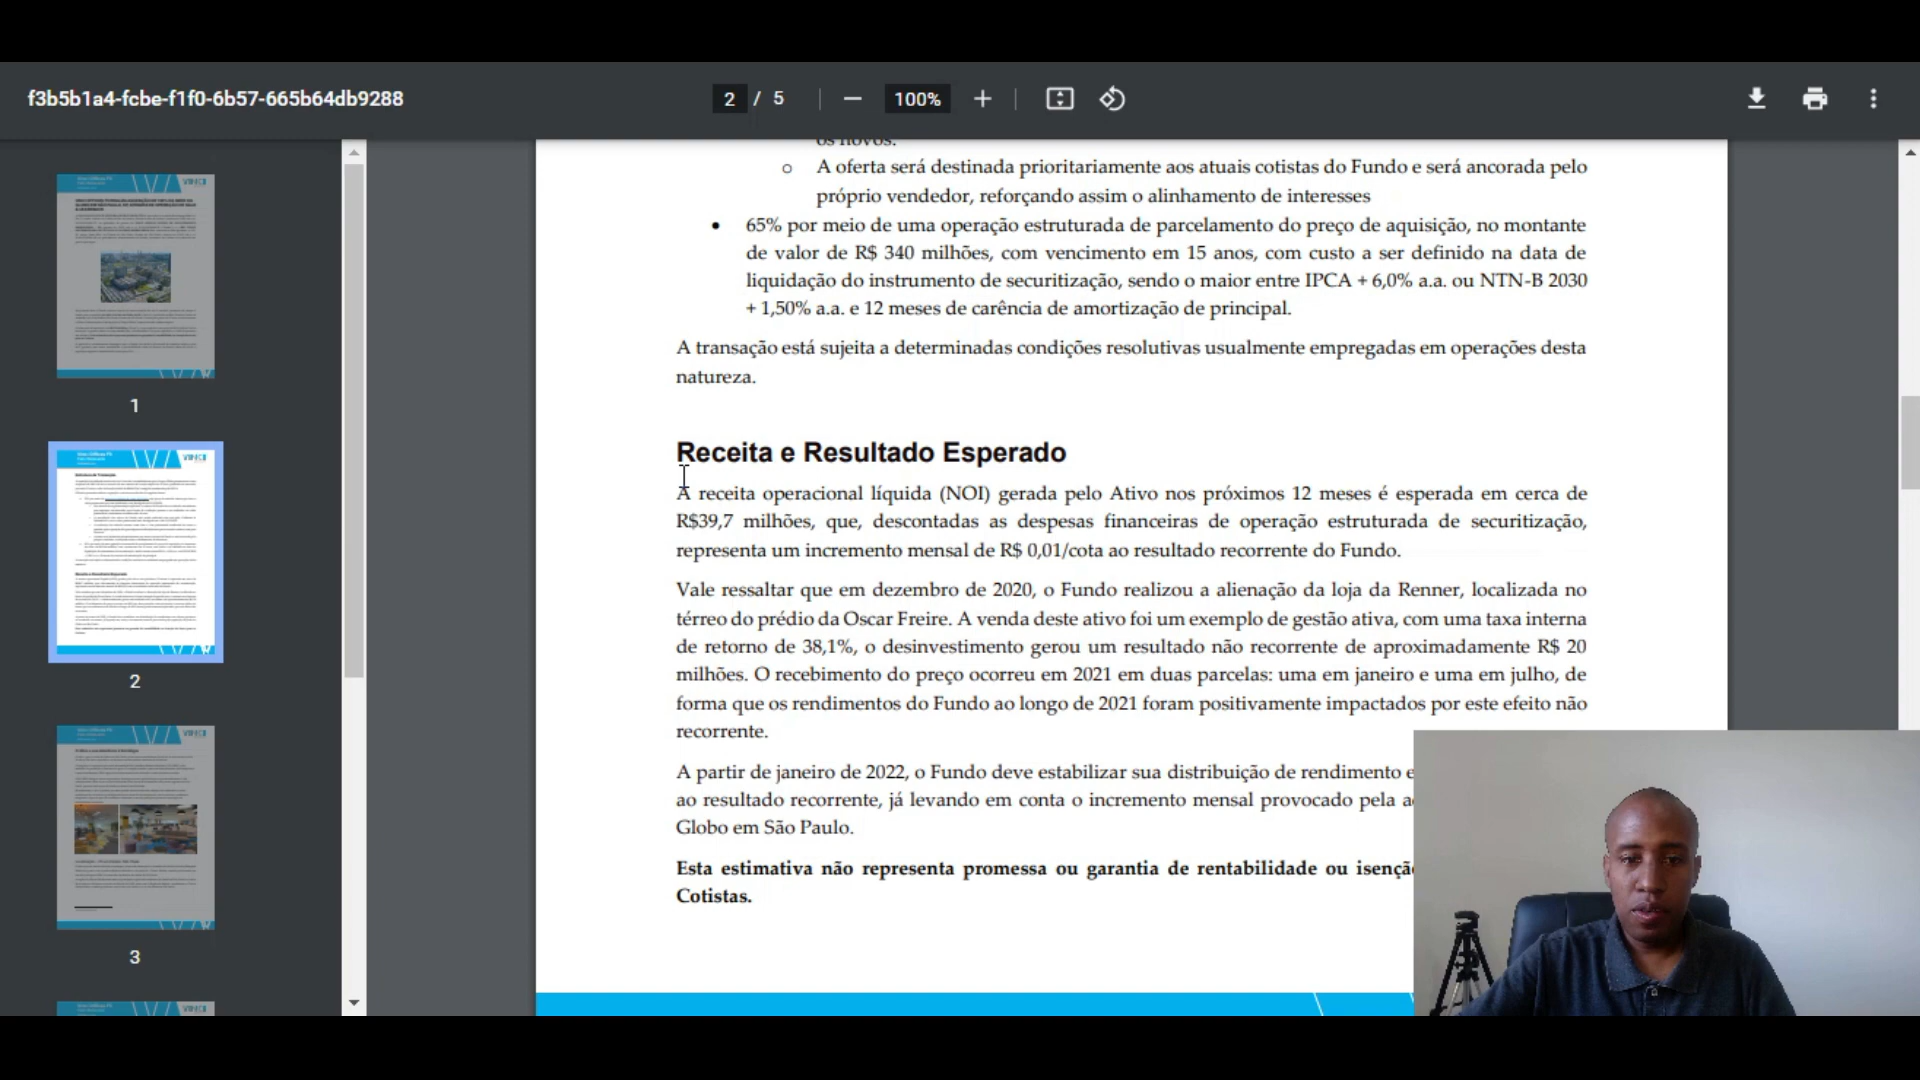 f3b5b1a4-fcbe-f1f0-6b57-665b64db9288
2 / 5
100%
os novos.
o A oferta será destinada prioritariamente aos atuais cotistas do Fundo e será ancorada pelo
próprio vendedor, reforçando assim o alinhamento de interesses
• 65% por meio de uma operação estruturada de parcelamento do preço de aquisição, no montante
de valor de R$ 340 milhões, com vencimento em 15 anos, com custo a ser definido na data de
liquidação do instrumento de securitização, sendo o maior entre IPCA + 6,0% a.a. ou NTN-B 2030
+ 1,50% a.a. e 12 meses de carência de amortização de principal.
A transação está sujeita a determinadas condições resolutivas usualmente empregadas em operações desta
natureza.
Receita e Resultado Esperado
A receita operacional líquida (NOI) gerada pelo Ativo nos próximos 12 meses é esperada em cerca de
R$39,7 milhões, que, descontadas as despesas financeiras de operação estruturada de securitização,
representa um incremento mensal de R$ 0,01/cota ao resultado recorrente do Fundo.
Vale ressaltar que em dezembro de 2020, o Fundo realizou a alienação da loja da Renner, localizada no
térreo do prédio da Oscar Freire. A venda deste ativo foi um exemplo de gestão ativa, com uma taxa interna
de retorno de 38,1%, o desinvestimento gerou um resultado não recorrente de aproximadamente R$ 20
milhões. O recebimento do preço ocorreu em 2021 em duas parcelas: uma em janeiro e uma em julho, de
forma que os rendimentos do Fundo ao longo de 2021 foram positivamente impactados por este efeito não
recorrente.
A partir de janeiro de 2022, o Fundo deve estabilizar sua distribuição de rendimento
ao resultado recorrente, já levando em conta o incremento mensal provocado pela
Globo em São Paulo.
Esta estimativa não representa promessa ou garantia de rentabilidade ou
Cotistas.
1
2
3